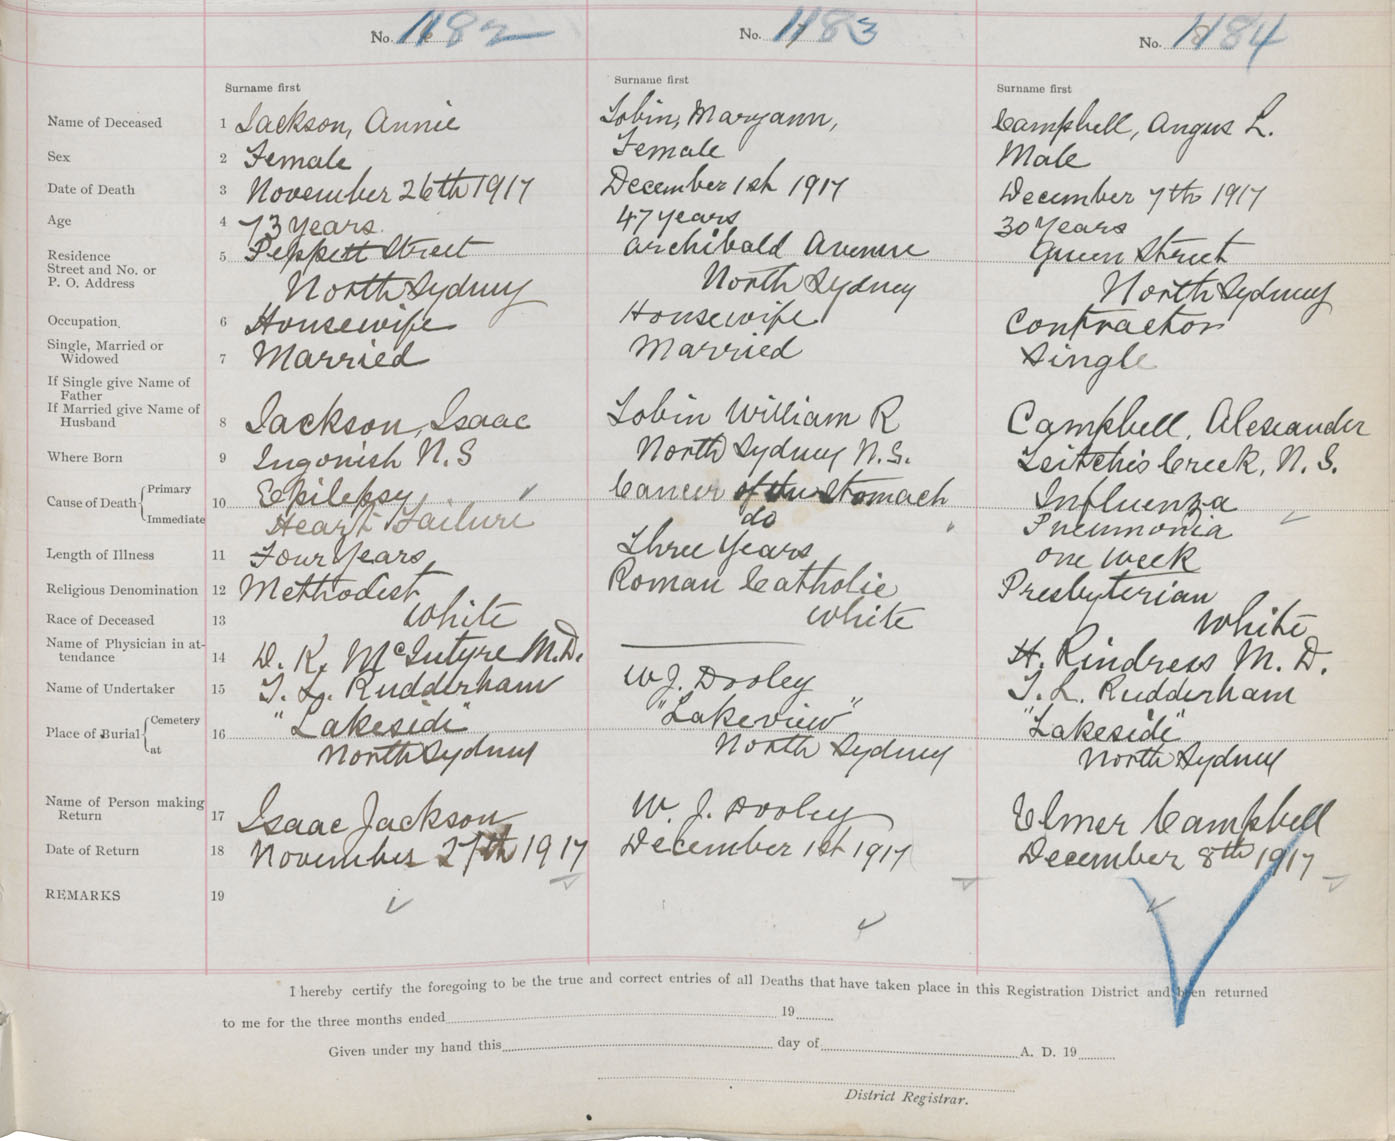 No. 1182 No. 1183 No. 1184
Surname first Surname first Surname first
Name of Deceased 1 Jackson, Annie Tobin, Maryann, Campbell, Angus L.
Sex 2 Female Female Male
Date of Death 3 November 26th 1917 December 1st 1917 December 7th 1917
Age 4 73 Years. 47 years 30 Years
Residence
Street and No. or
P. O. Address
5 Peppett Street Archibald Avenue Queen Street
North Sydney North Sydney North Sydney
Occupation 6 Housewife Housewife Contractor
Single, Married or
Widowed 7 Married Married Single
If Single give Name of
Father
If Married give Name of
Husband 8 Jackson, Isaac Tobin William R Campbell, Alexander
Where Born 9 Ingonish N.S North Sydney N.S. Leitchis Creek, N.S.
Cause of Death Primary 10 Epilepsy Cancer of the Stomach Influenza
Immediate Heart Failure do Pneumonia
Length of Illness 11 Four Years Three Years one week
Religious Denomination 12 Methodist Roman Catholic Presbyterian
Race of Deceased 13 White White White
Name of Physician in at-
tendance 14 D. K. McIntyre M.D. H. Rindress M.D.
Name of Undertaker 15 T. L. Rudderham W J. Dooley T. L. Rudderham
Place of Burial Cemetery 16 "Lakeside" "Lakeview" "Lakeside"
at North Sydney North Sydney North Sydney
Name of Person making
Return 17 Isaac Jackson W. J. Dooley Elmer Campbell
Date of Return 18 November 27th 1917 December 1st 1917 December 8th 1917
REMARKS 19
I hereby certify the foregoing to be the true and correct entries of all Deaths that have taken place in this Registration District and been returned
to me for the three months ended 19
Given under my hand this day of A. D. 19
District Registrar.